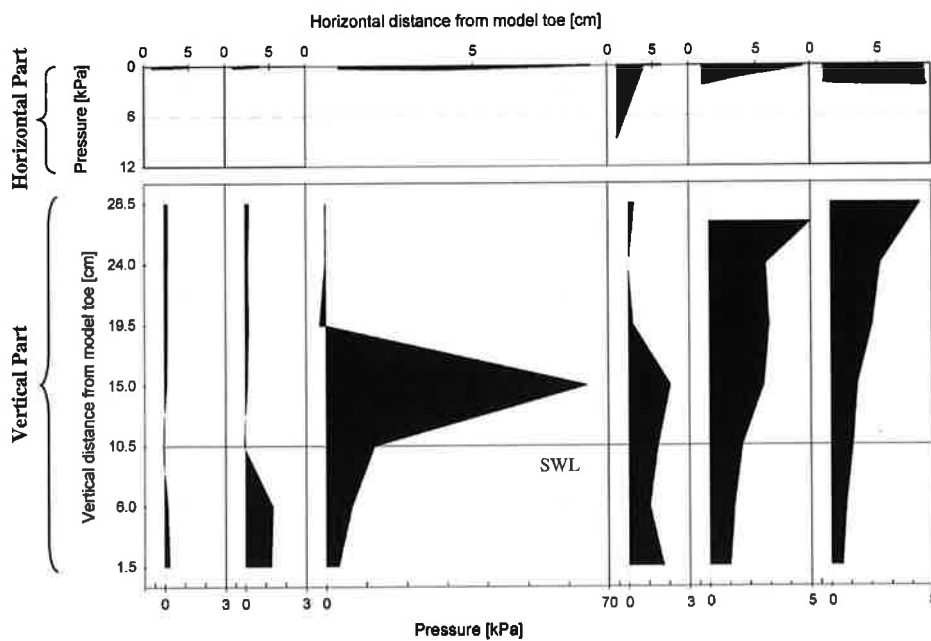 Horizontal distance from model toe [cm]
0 5 0 5 0 5 0 5 0 5 0 5
Horizontal Part
Pressure [kPa]
0
6
12
Vertical Part
Vertical distance from model toe [cm]
28.5
24.0
19.5
15.0
10.5
6.0
1.5
SWL
0 3 0 3 0 70 0 3 0 5 0
Pressure [kPa]